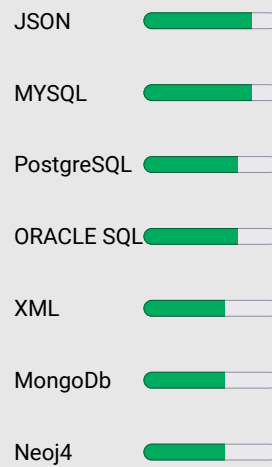 JSON
MYSQL
PostgreSQL
ORACLE SQL
XML
MongoDb
Neoj4